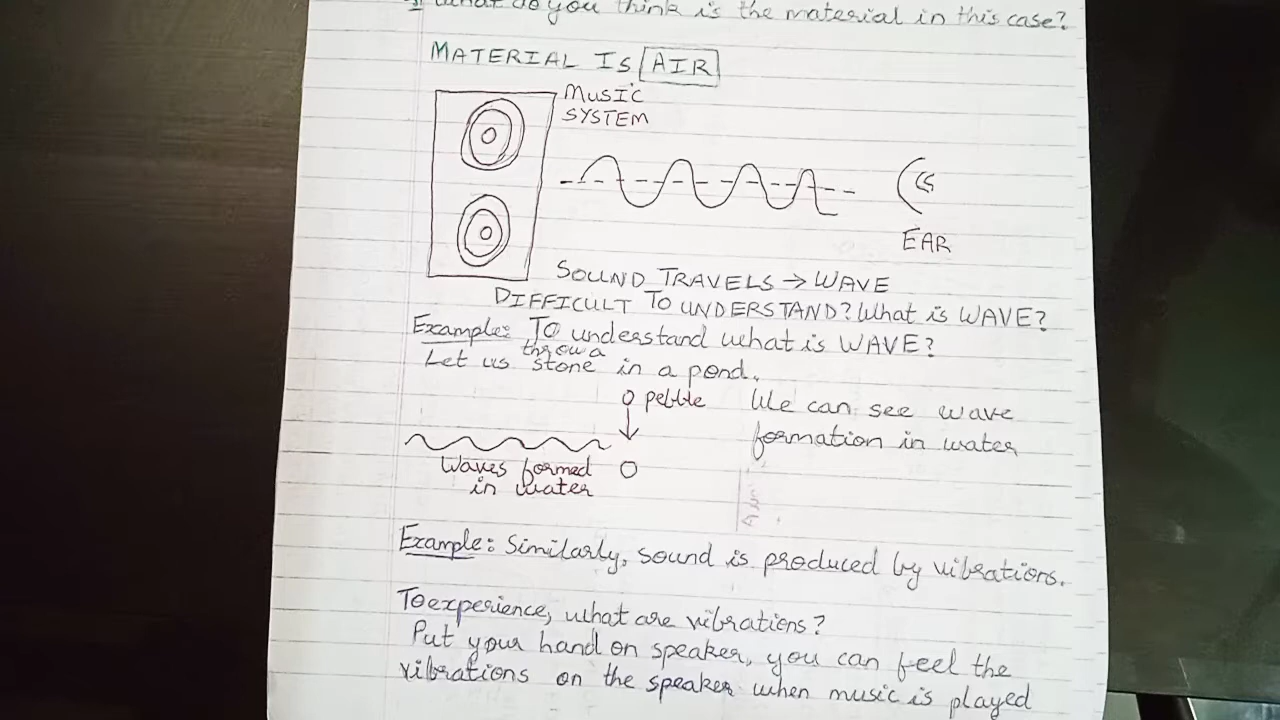 What do you think is the material in this case?
MATERIAL IS AIR
MUSIC
SYSTEM
EAR
SOUND TRAVELS → WAVE
DIFFICULT TO UNDERSTAND? What is WAVE?
Example: To understand what is WAVE?
Let us throw a stone in a pond.
pebble
We can see wave
formation in water
Waves formed
in water
Example: Similarly, sound is produced by vibrations.
To experience, what are vibrations?
Put your hand on speaker, you can feel the
vibrations on the speaker when music is played